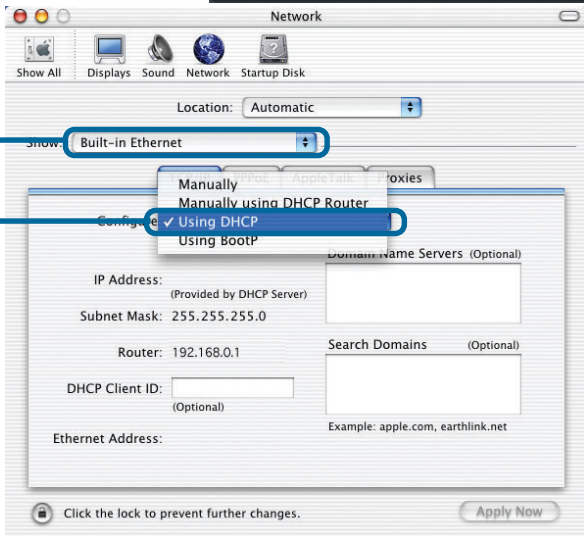 Network
Show All Displays Sound Network Startup Disk
Location: Automatic
Show: Built-in Ethernet
PPPoE AppleTalk Proxies
Manually
Manually using DHCP Router
Configure ✓ Using DHCP
Using BootP
Domain Name Servers (Optional)
IP Address:
(Provided by DHCP Server)
Subnet Mask: 255.255.255.0
Router: 192.168.0.1
Search Domains (Optional)
DHCP Client ID:
(Optional)
Example: apple.com, earthlink.net
Ethernet Address:
Click the lock to prevent further changes.
Apply Now